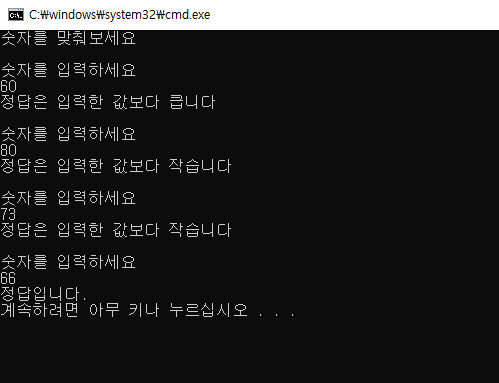 C:\windows\system32\cmd.exe
숫자를 맞춰보세요
숫자를 입력하세요
60
정답은 입력한 값보다 큽니다
숫자를 입력하세요
80
정답은 입력한 값보다 작습니다
숫자를 입력하세요
73
정답은 입력한 값보다 작습니다
숫자를 입력하세요
66
정답입니다.
계속하려면 아무 키나 누르십시오 . . .